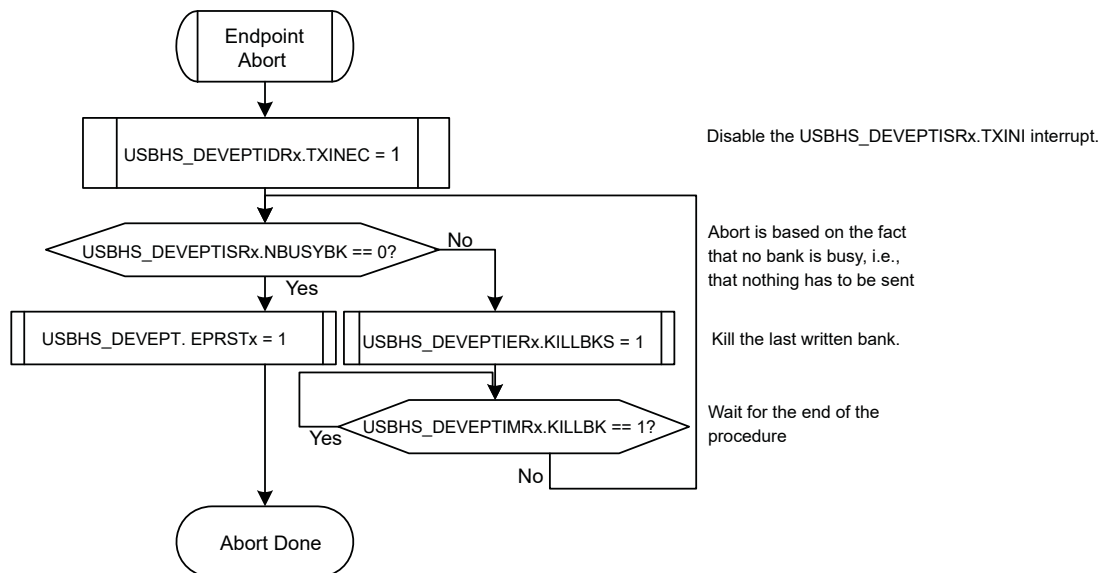 Endpoint
Abort
USBHS_DEVEPTIDRx.TXINEC = 1
Disable the USBHS_DEVEPTISRx.TXINI interrupt.
USBHS_DEVEPTISRx.NBUSYBK == 0?
No
Yes
Abort is based on the fact
that no bank is busy, i.e.,
that nothing has to be sent
USBHS_DEVEPT. EPRSTx = 1
USBHS_DEVEPTIERx.KILLBKS = 1
Kill the last written bank.
USBHS_DEVEPTIMRx.KILLBK == 1?
Yes
No
Wait for the end of the
procedure
Abort Done